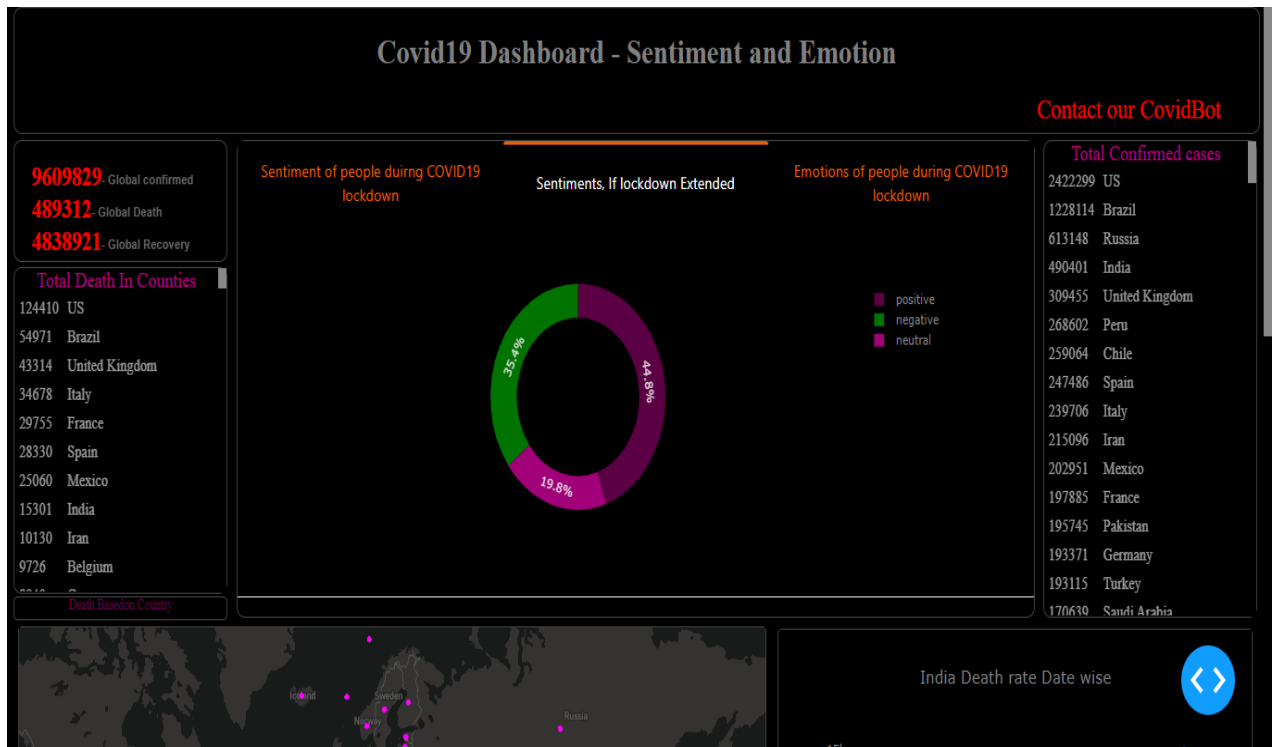 Covid19 Dashboard - Sentiment and Emotion
Contact our CovidBot
9609829- Global confirmed
489312- Global Death
4838921- Global Recovery
Total Death In Counties
124410 US
54971 Brazil
43314 United Kingdom
34678 Italy
29755 France
28330 Spain
25060 Mexico
15301 India
10130 Iran
9726 Belgium
Death Basedon Country
Sentiment of people duirng COVID19
lockdown
Sentiments, If lockdown Extended
Emotions of people during COVID19
lockdown
35.4%
44.8%
19.8%
positive
negative
neutral
Total Confirmed cases
2422299 US
1228114 Brazil
613148 Russia
490401 India
309455 United Kingdom
268602 Peru
259064 Chile
247486 Spain
239706 Italy
215096 Iran
202951 Mexico
197885 France
195745 Pakistan
193371 Germany
193115 Turkey
170639 Saudi Arabia
Iceland
Sweden
Norway
Russia
India Death rate Date wise